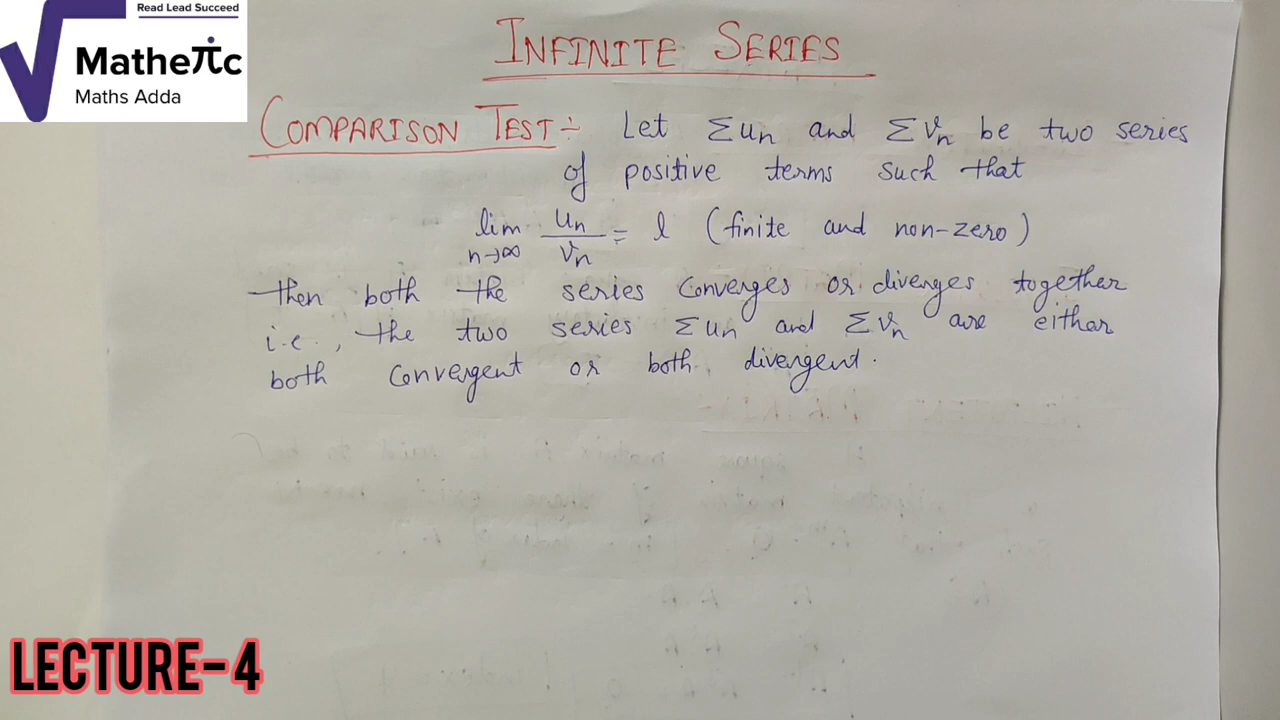 Read Lead Succeed
Matheπc
Maths Adda
INFINITE SERIES
COMPARISON TEST :- Let Σun and Σvn be two series
of positive terms such that
lim n→∞ un/vn = l (finite and non-zero)
then both the series converges or diverges together
i.e., the two series Σun and Σvn are either
both convergent or both divergent.
LECTURE-4